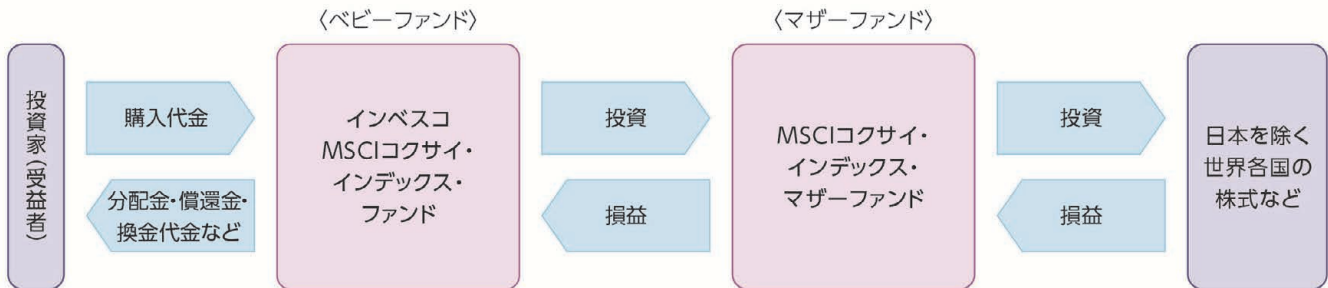 〈ベビーファンド〉
〈マザーファンド〉
投資家(受益者)
購入代金
分配金・償還金・
換金代金など
インベスコ
MSCIコクサイ・
インデックス・
ファンド
投資
損益
MSCIコクサイ・
インデックス・
マザーファンド
投資
損益
日本を除く
世界各国の
株式など